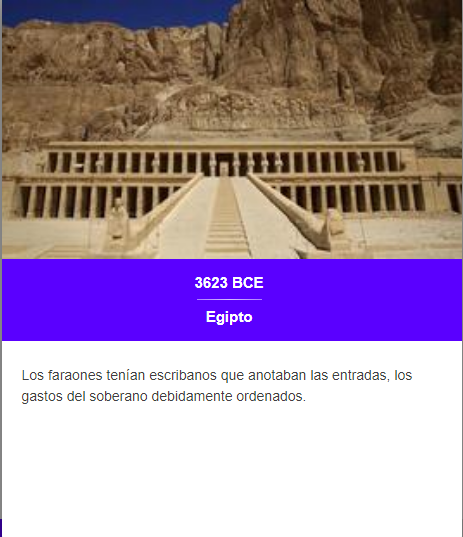 3623 BCE
Egipto
Los faraones tenían escribanos que anotaban las entradas, los
gastos del soberano debidamente ordenados.